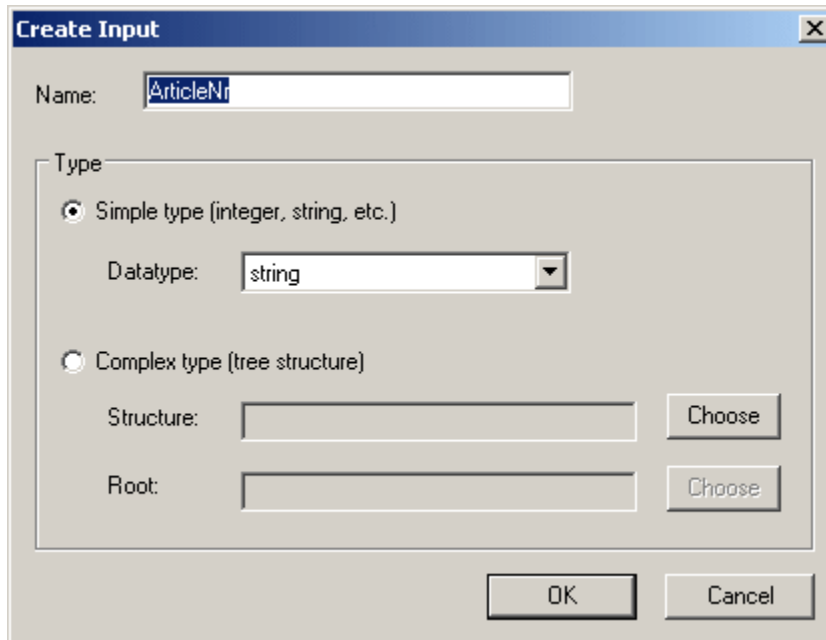 Create Input
Name: ArticleNr
Type
Simple type (integer, string, etc.)
Datatype: string
Complex type (tree structure)
Structure: Choose
Root: Choose
OK Cancel